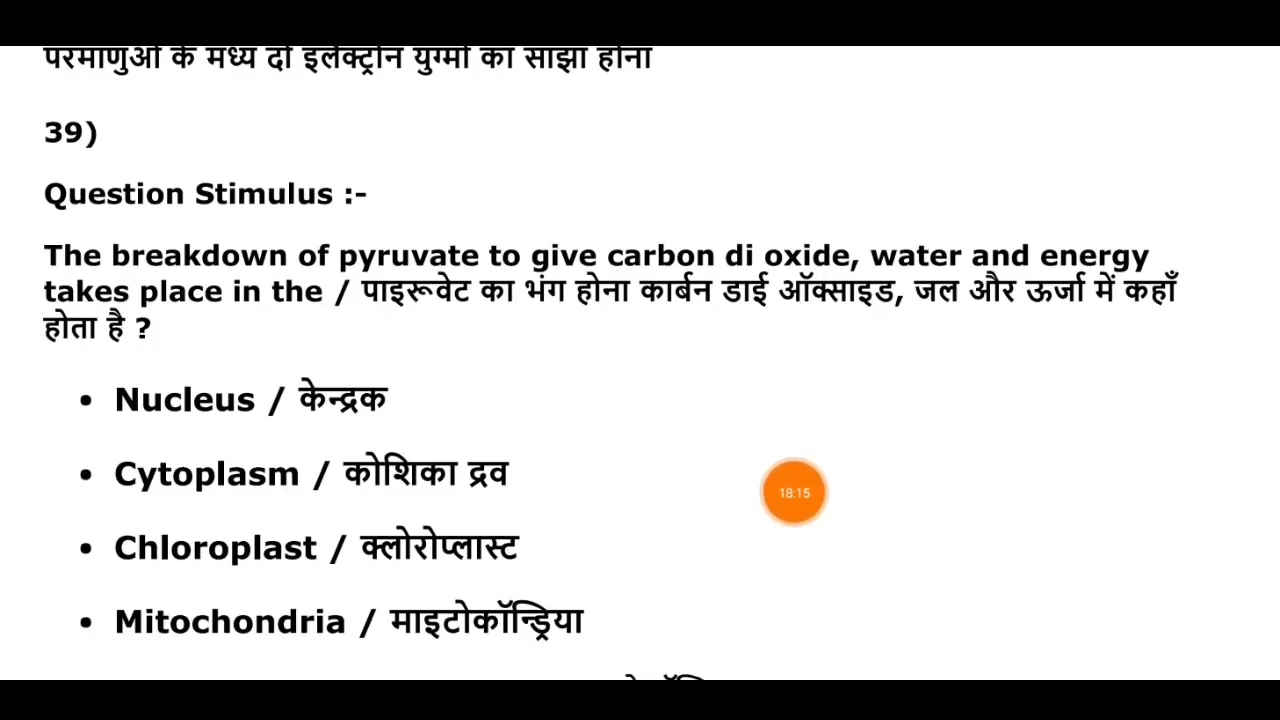 परमाणुओं के मध्य दो इलेक्ट्रॉन युग्मों का साझा होना
39)
Question Stimulus :-
The breakdown of pyruvate to give carbon di oxide, water and energy
takes place in the / पाइरूवेट का भंग होना कार्बन डाई ऑक्साइड, जल और ऊर्जा में कहाँ
होता है ?
• Nucleus / केन्द्रक
• Cytoplasm / कोशिका द्रव
18:15
• Chloroplast / क्लोरोप्लास्ट
• Mitochondria / माइटोकॉन्ड्रिया